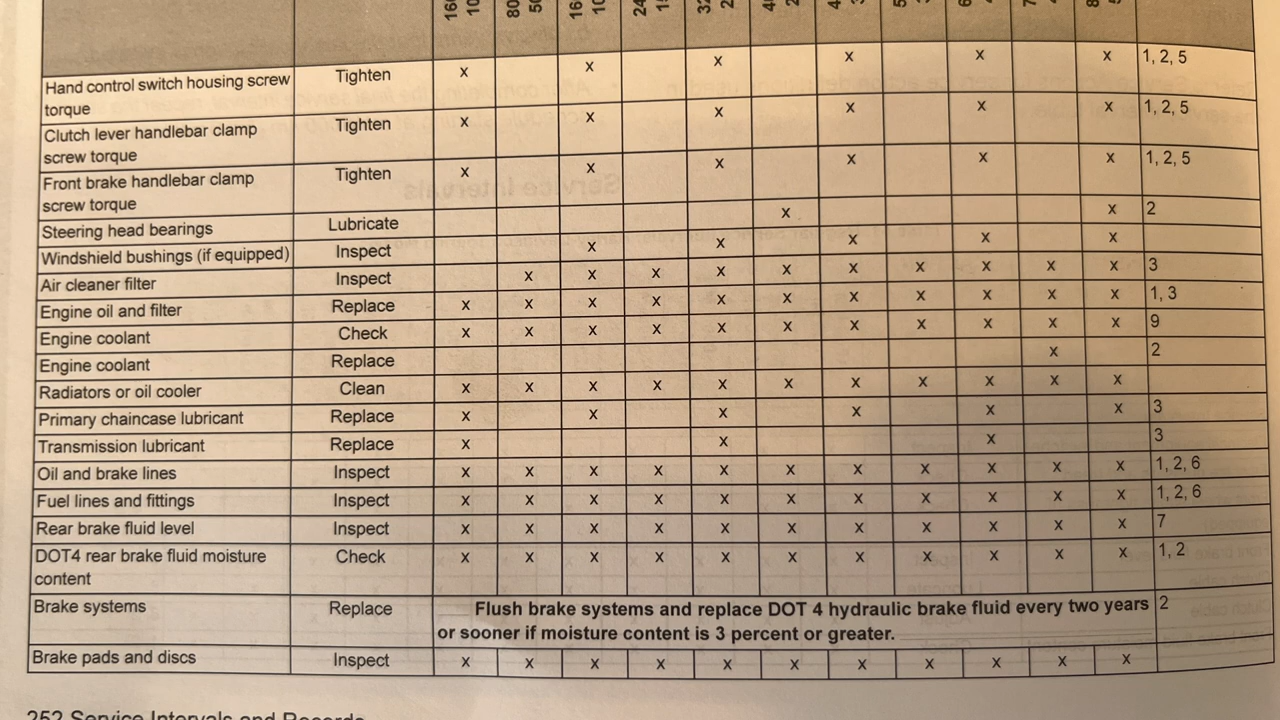 Hand control switch housing screw torque Tighten x x x x x x 1, 2, 5
Clutch lever handlebar clamp screw torque Tighten x x x x x x 1, 2, 5
Front brake handlebar clamp screw torque Tighten x x x x x x 1, 2, 5
Steering head bearings Lubricate x x 2
Windshield bushings (if equipped) Inspect x x x x x
Air cleaner filter Inspect x x x x x x x x x x 3
Engine oil and filter Replace x x x x x x x x x x x 1, 3
Engine coolant Check x x x x x x x x x x x 9
Engine coolant Replace x 2
Radiators or oil cooler Clean x x x x x x x x x x x
Primary chaincase lubricant Replace x x x x x x 3
Transmission lubricant Replace x x x 3
Oil and brake lines Inspect x x x x x x x x x x x 1, 2, 6
Fuel lines and fittings Inspect x x x x x x x x x x x 1, 2, 6
Rear brake fluid level Inspect x x x x x x x x x x x 7
DOT4 rear brake fluid moisture content Check x x x x x x x x x x x 1, 2
Brake systems Replace Flush brake systems and replace DOT 4 hydraulic brake fluid every two years 2
or sooner if moisture content is 3 percent or greater.
Brake pads and discs Inspect x x x x x x x x x x x
252 Service Intervals and Records